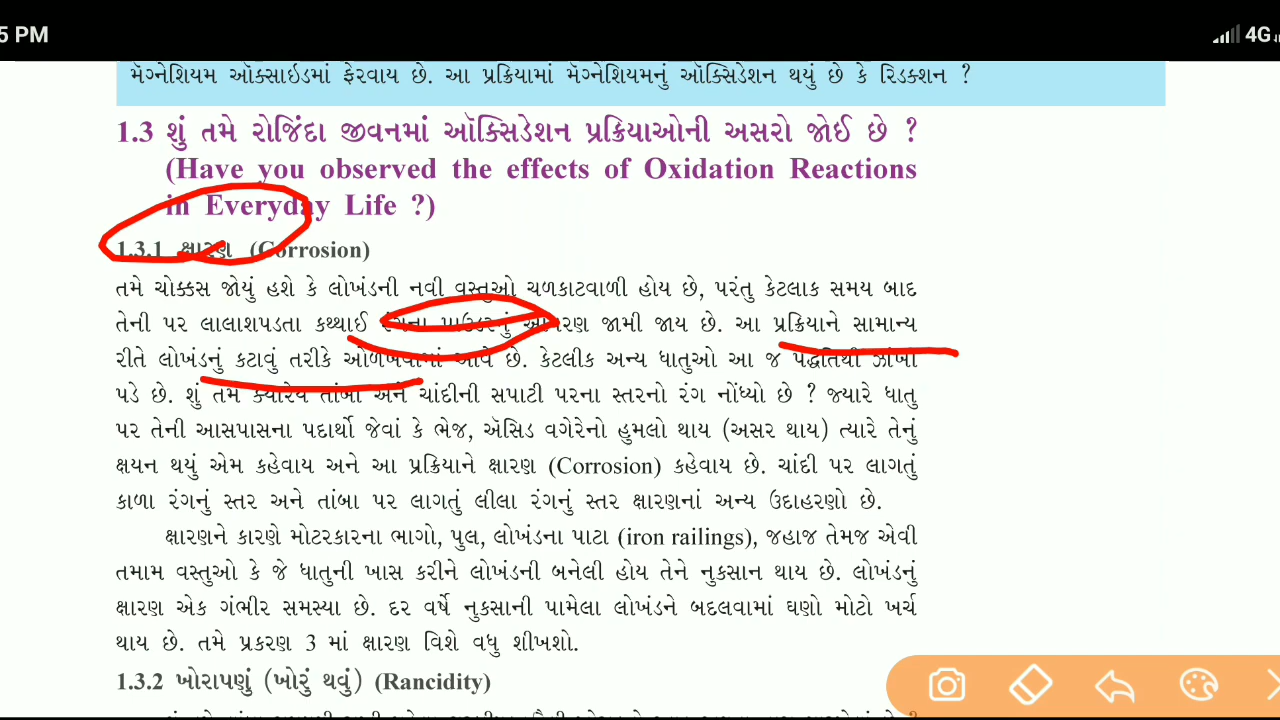 5 PM
4G
મૅગ્નેશિયમ ઑક્સાઇડમાં ફેરવાય છે. આ પ્રક્રિયામાં મૅગ્નેશિયમનું ઑક્સિડેશન થયું છે કે રિડક્શન ?
1.3 શું તમે રોજિંદા જીવનમાં ઑક્સિડેશન પ્રક્રિયાઓની અસરો જોઈ છે ?
(Have you observed the effects of Oxidation Reactions
in Everyday Life ?)
1.3.1 ક્ષારણ (Corrosion)
તમે ચોક્કસ જોયું હશે કે લોખંડની નવી વસ્તુઓ ચળકાટવાળી હોય છે, પરંતુ કેટલાક સમય બાદ
તેની પર લાલાશપડતા કથ્થાઈ રંગના પાઉડરનું આવરણ જામી જાય છે. આ પ્રક્રિયાને સામાન્ય
રીતે લોખંડનું કટાવું તરીકે ઓળખવામાં આવે છે. કેટલીક અન્ય ધાતુઓ આ જ પદ્ધતિથી ઝાંખી
પડે છે. શું તમે ક્યારેય તાંબા અને ચાંદીની સપાટી પરના સ્તરનો રંગ નોંધ્યો છે ? જ્યારે ધાતુ
પર તેની આસપાસના પદાર્થો જેવાં કે ભેજ, ઍસિડ વગેરેનો હુમલો થાય (અસર થાય) ત્યારે તેનું
ક્ષયન થયું એમ કહેવાય અને આ પ્રક્રિયાને ક્ષારણ (Corrosion) કહેવાય છે. ચાંદી પર લાગતું
કાળા રંગનું સ્તર અને તાંબા પર લાગતું લીલા રંગનું સ્તર ક્ષારણનાં અન્ય ઉદાહરણો છે.
ક્ષારણને કારણે મોટરકારના ભાગો, પુલ, લોખંડના પાટા (iron railings), જહાજ તેમજ એવી
તમામ વસ્તુઓ કે જે ધાતુની ખાસ કરીને લોખંડની બનેલી હોય તેને નુકસાન થાય છે. લોખંડનું
ક્ષારણ એક ગંભીર સમસ્યા છે. દર વર્ષે નુકસાની પામેલા લોખંડને બદલવામાં ઘણો મોટો ખર્ચ
થાય છે. તમે પ્રકરણ 3 માં ક્ષારણ વિશે વધુ શીખશો.
1.3.2 ખોરાપણું (ખોરું થવું) (Rancidity)